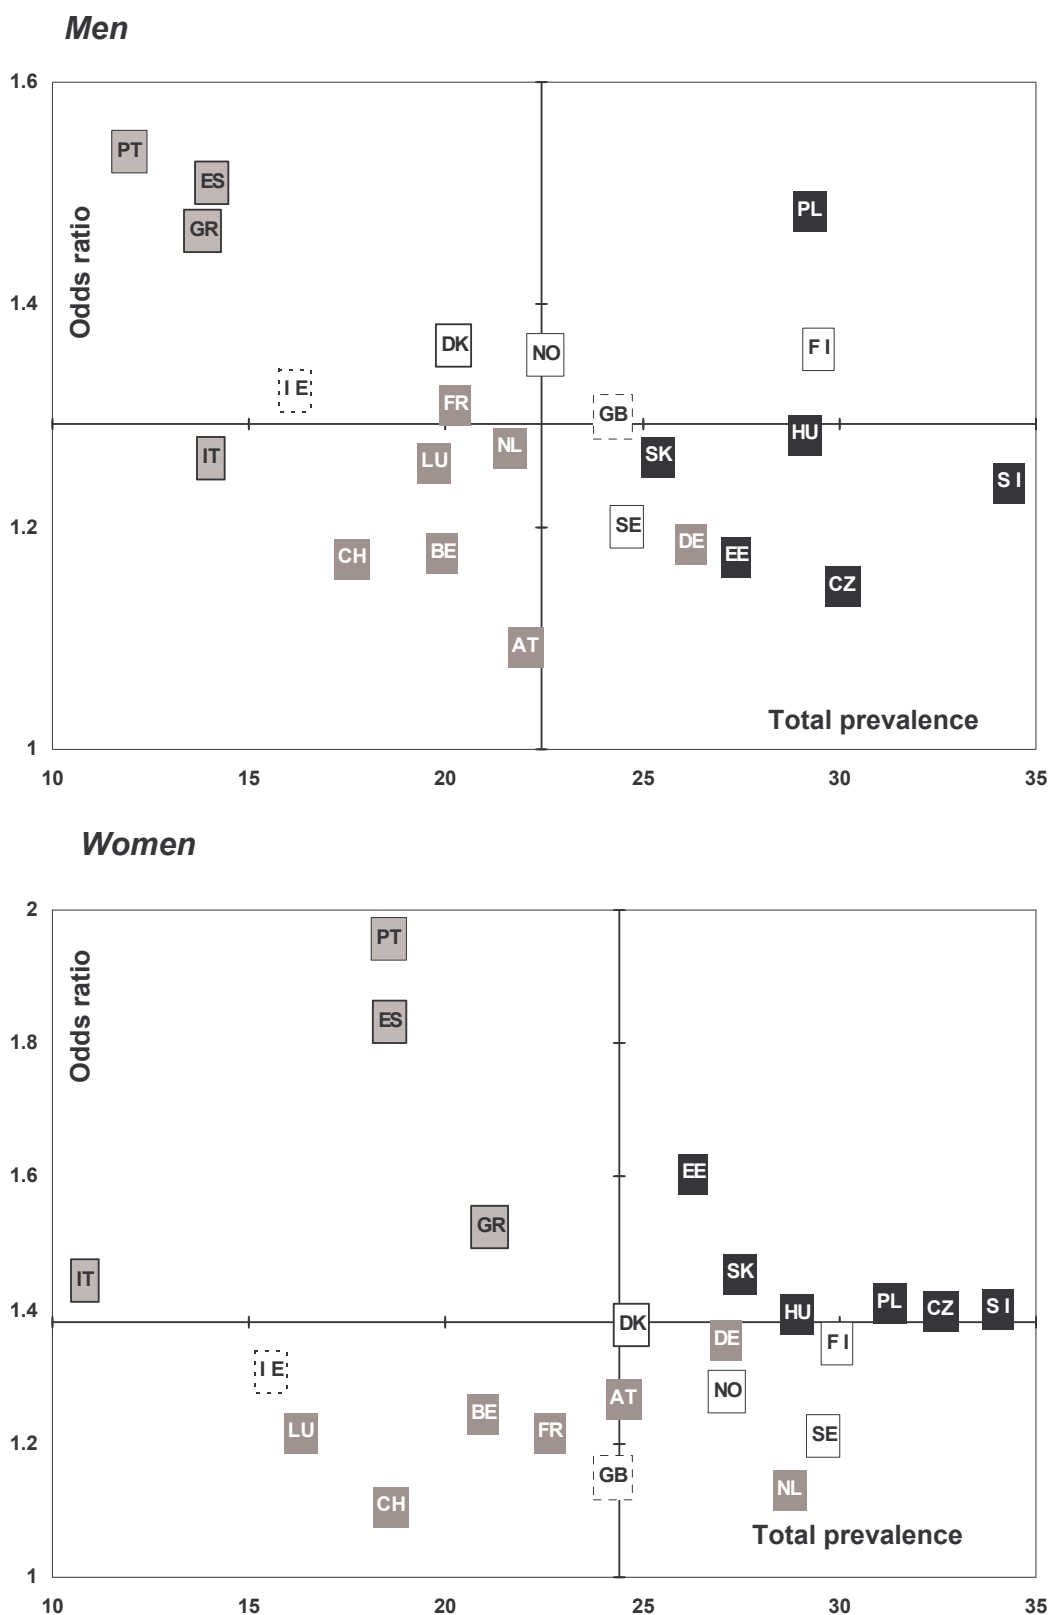 Men
1.6
PT
ES
PL
GR
Odds ratio
1.4
DK
NO
F I
I E
FR
GB
HU
NL
IT
LU
SK
S I
1.2
SE
DE
CH
BE
EE
CZ
AT
Total prevalence
1
10 15 20 25 30 35
Women
2
PT
Odds ratio
ES
1.8
1.6
EE
GR
IT
SK
1.4
PL
CZ
S I
HU
DK
DE
F I
I E
NO
AT
BE
LU
FR
SE
1.2
GB
NL
CH
Total prevalence
1
10 15 20 25 30 35